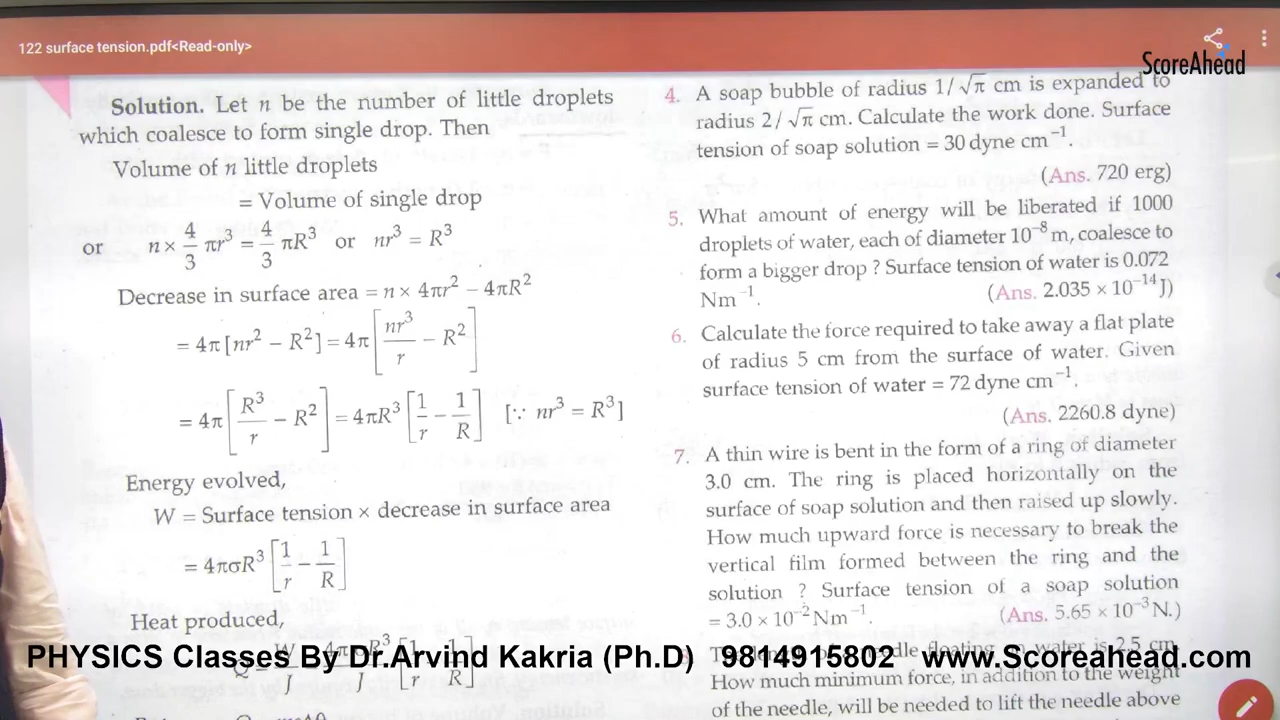 122 surface tension.pdf<Read-only>
ScoreAhead
Solution. Let n be the number of little droplets
which coalesce to form single drop. Then
Volume of n little droplets
= Volume of single drop
or n × 4/3 πr³ = 4/3 πR³ or nr³ = R³
Decrease in surface area = n × 4πr² − 4πR²
= 4π[nr² − R²] = 4π[nr³/r − R²]
= 4π[R³/r − R²] = 4πR³[1/r − 1/R] [∵ nr³ = R³]
Energy evolved,
W = Surface tension × decrease in surface area
= 4πσR³[1/r − 1/R]
Heat produced,
4. A soap bubble of radius 1/√π cm is expanded to
radius 2/√π cm. Calculate the work done. Surface
tension of soap solution = 30 dyne cm⁻¹.
(Ans. 720 erg)
5. What amount of energy will be liberated if 1000
droplets of water, each of diameter 10⁻⁸ m, coalesce to
form a bigger drop ? Surface tension of water is 0.072
Nm⁻¹. (Ans. 2.035 × 10⁻¹⁴ J)
6. Calculate the force required to take away a flat plate
of radius 5 cm from the surface of water. Given
surface tension of water = 72 dyne cm⁻¹.
(Ans. 2260.8 dyne)
7. A thin wire is bent in the form of a ring of diameter
3.0 cm. The ring is placed horizontally on the
surface of soap solution and then raised up slowly.
How much upward force is necessary to break the
vertical film formed between the ring and the
solution ? Surface tension of a soap solution
= 3.0 × 10⁻² Nm⁻¹. (Ans. 5.65 × 10⁻³ N.)
floating on water is 2.5 cm.
How much minimum force, in addition to the weight
of the needle, will be needed to lift the needle above
PHYSICS Classes By Dr.Arvind Kakria (Ph.D) 9814915802 www.Scoreahead.com